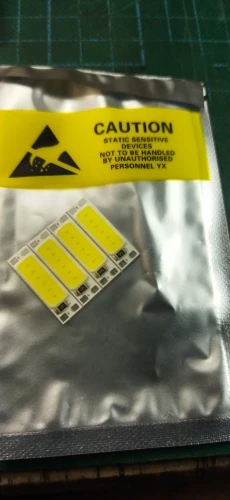 CAUTION
STATIC SENSITIVE
DEVICES
NOT TO BE HANDLED
BY UNAUTHORISED
PERSONNEL YX